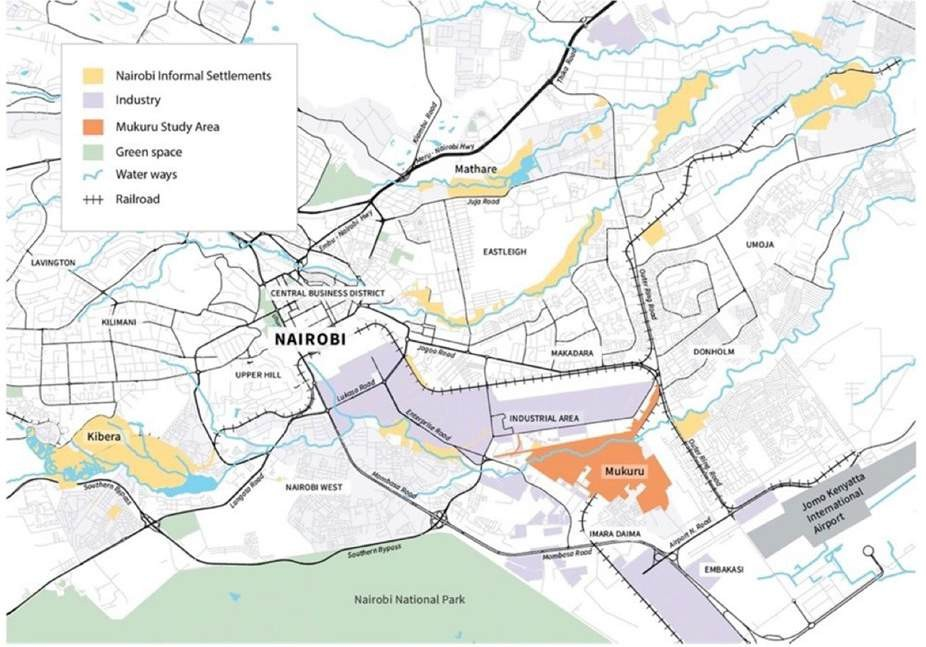 Nairobi Informal Settlements
Industry
Mukuru Study Area
Green space
Water ways
Railroad
Thika Road
Kiambu Road
Meru - Nairobi Hwy
Mathare
Juja Road
Embu - Nairobi Hwy
EASTLEIGH
UMOJA
LAVINGTON
CENTRAL BUSINESS DISTRICT
Outer Ring Road
KILIMANI
NAIROBI
Jogoo Road
MAKADARA
DONHOLM
UPPER HILL
Lukasa Road
Enterprise Road
INDUSTRIAL AREA
Kibera
Outer Ring Road
Mukuru
Southern Bypass
Langata Road
NAIROBI WEST
Mombasa Road
Jomo Kenyatta
International
Airport
IMARA DAIMA
Airport N. Road
Southern Bypass
Mombasa Road
EMBAKASI
Nairobi National Park